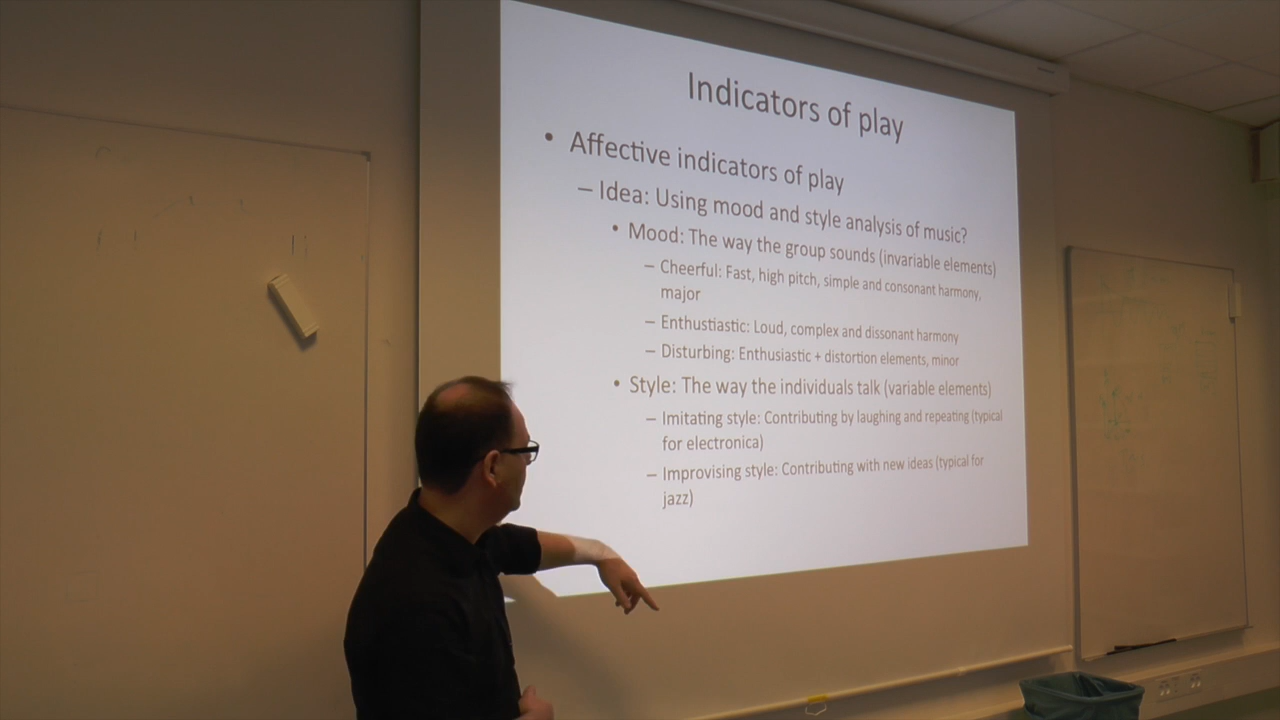 Indicators of play
• Affective indicators of play
– Idea: Using mood and style analysis of music?
• Mood: The way the group sounds (invariable elements)
– Cheerful: Fast, high pitch, simple and consonant harmony,
major
– Enthustiastic: Loud, complex and dissonant harmony
– Disturbing: Enthusiastic + distortion elements, minor
• Style: The way the individuals talk (variable elements)
– Imitating style: Contributing by laughing and repeating (typical
for electronica)
– Improvising style: Contributing with new ideas (typical for
jazz)